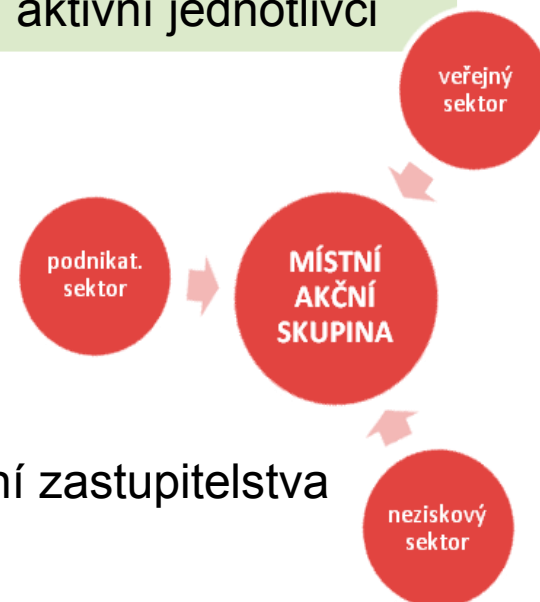 aktivní jednotlivci
veřejný
sektor
podnikat.
sektor
MÍSTNÍ
AKČNÍ
SKUPINA
ní zastupitelstva
neziskový
sektor